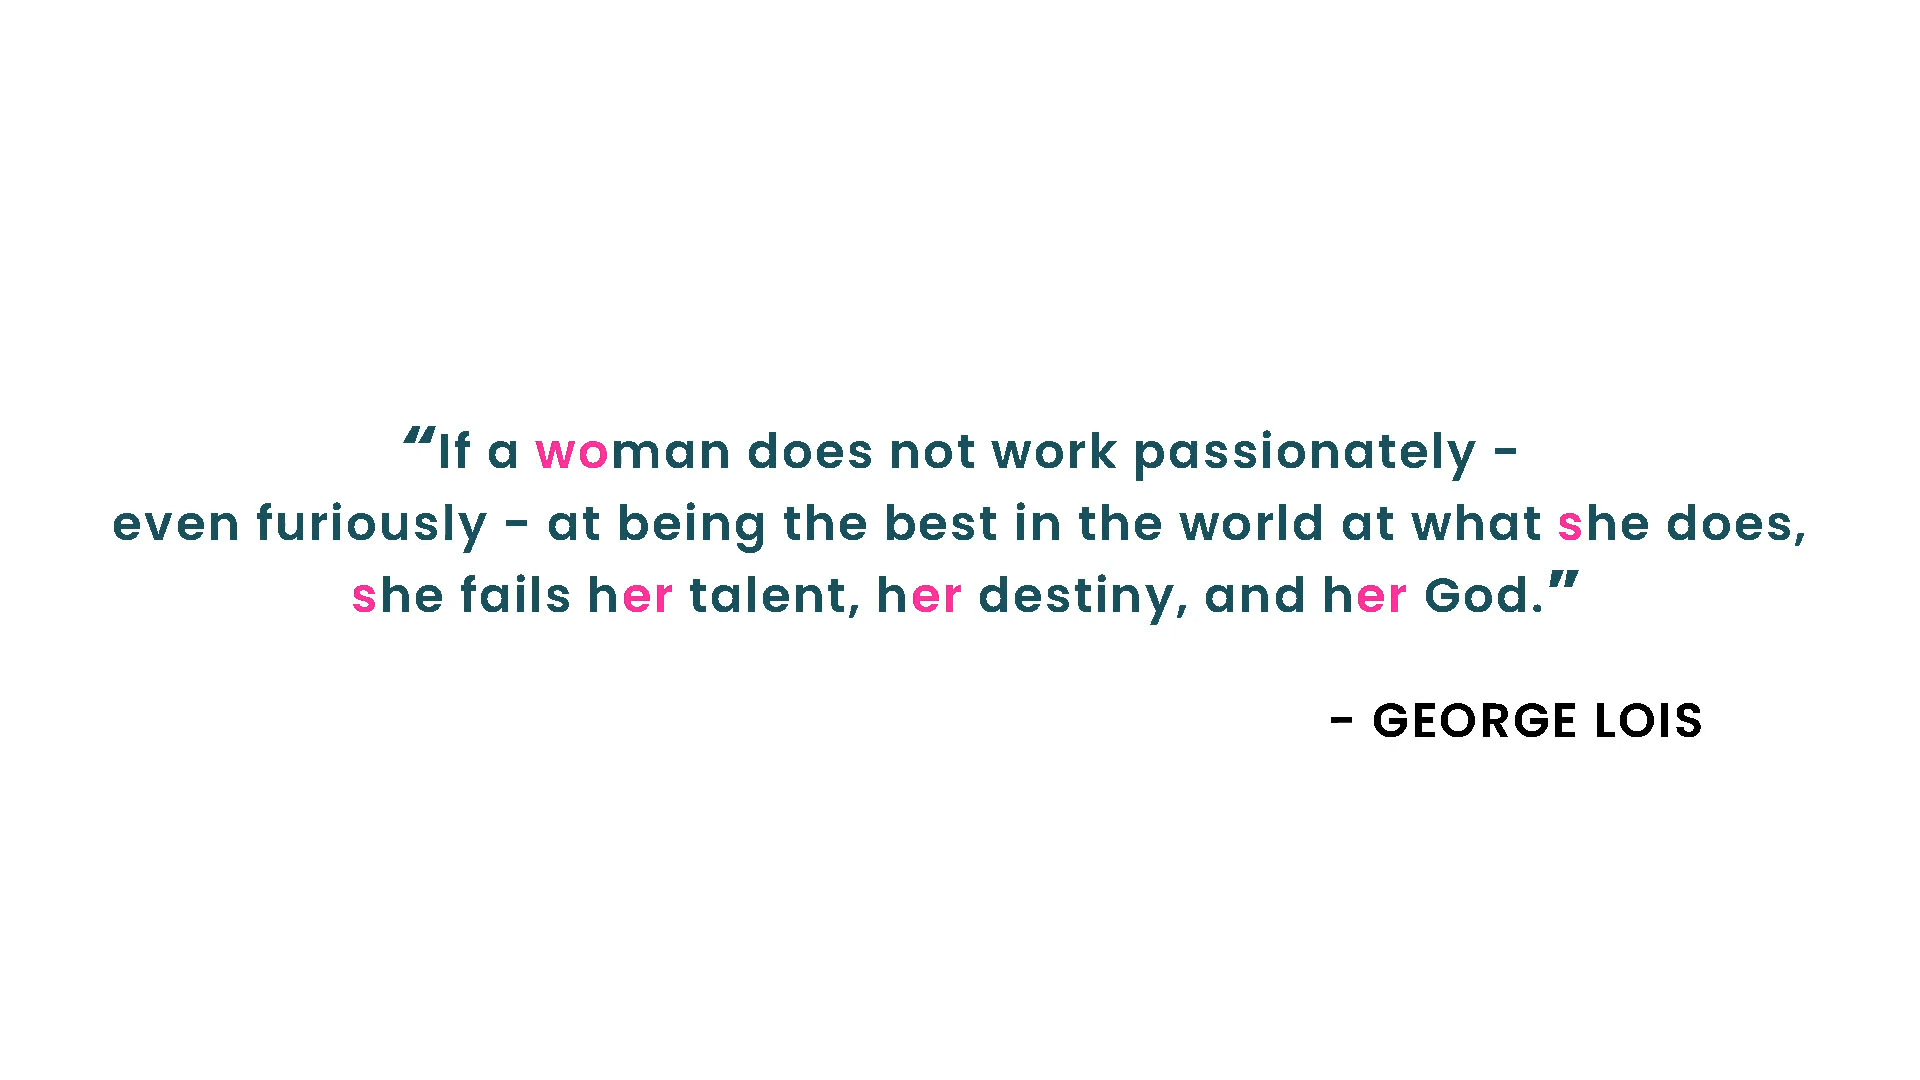 “If a woman does not work passionately -
even furiously - at being the best in the world at what she does,
she fails her talent, her destiny, and her God.”
- GEORGE LOIS